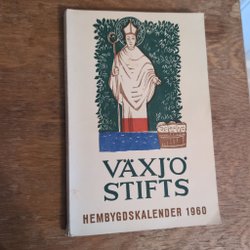 VÄXJÖ
STIFTS
HEMBYGDSKALENDER 1960